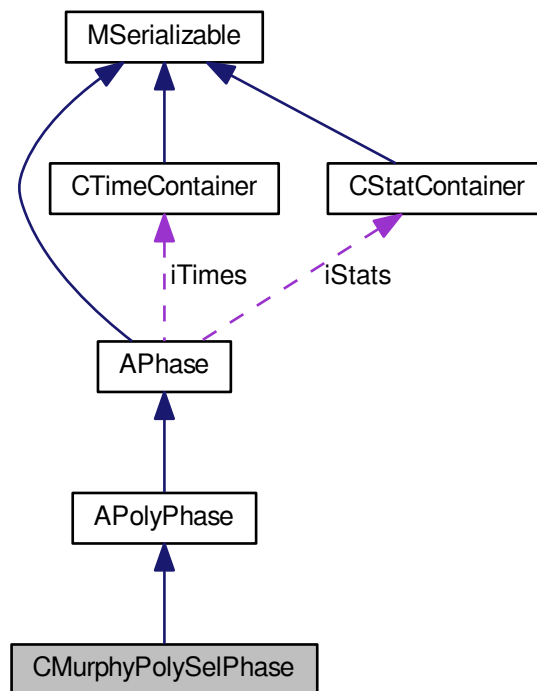 MSerializable
CTimeContainer
CStatContainer
iTimes
iStats
APhase
APolyPhase
CMurphyPolySelPhase